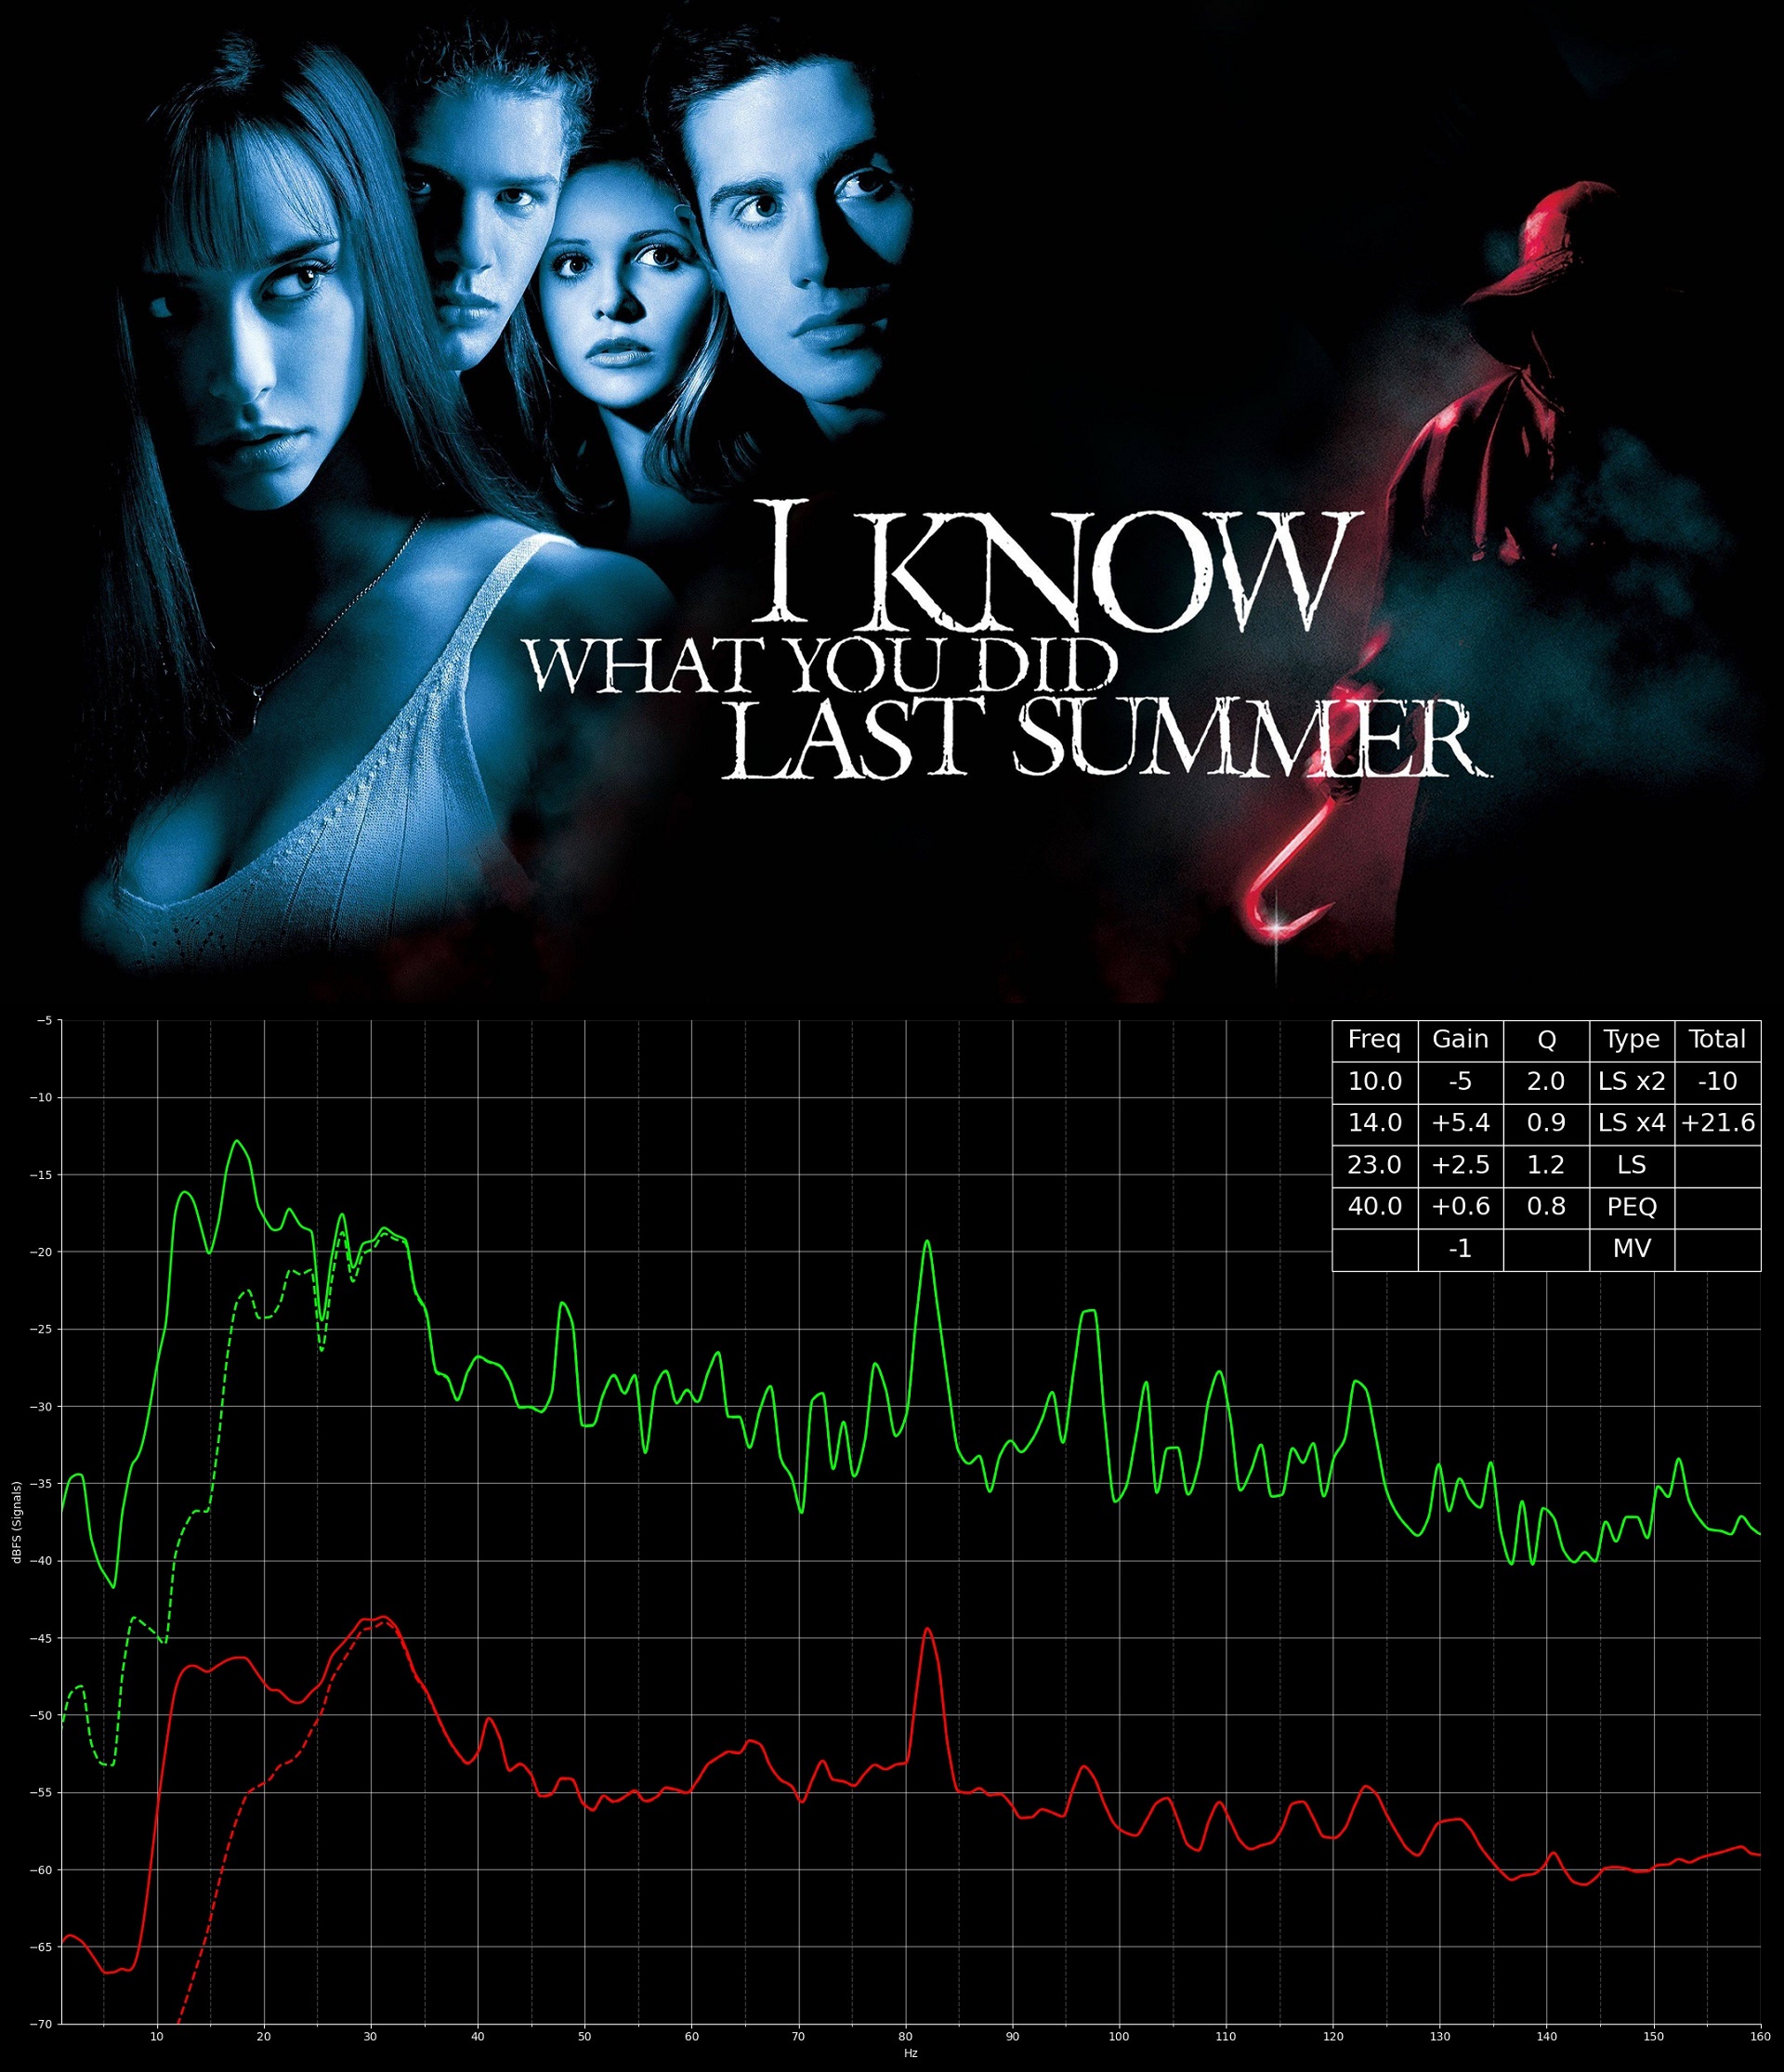 I KNOW
WHAT YOU DID
LAST SUMMER
Freq Gain Q Type Total
10.0 -5 2.0 LS x2 -10
14.0 +5.4 0.9 LS x4 +21.6
23.0 +2.5 1.2 LS
40.0 +0.6 0.8 PEQ
-1 MV
−5
−10
−15
−20
−25
−30
−35
−40
−45
−50
−55
−60
−65
−70
dBFS (Signals)
10 20 30 40 50 60 70 80 90 100 110 120 130 140 150 160
Hz